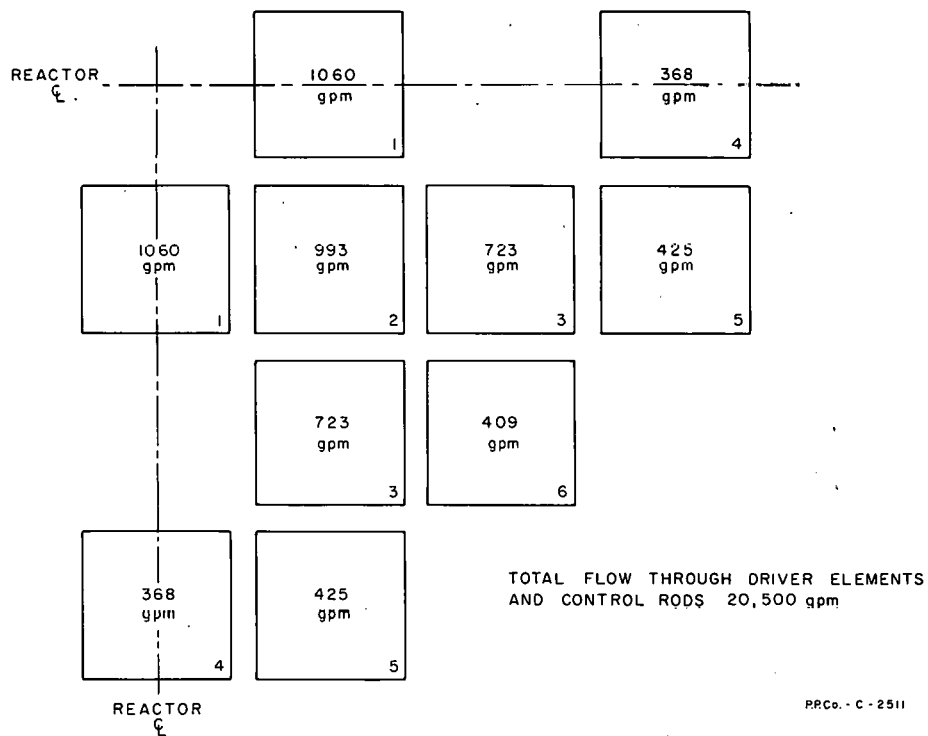 REACTOR
℄
1060
gpm
1
368
gpm
4
1060
gpm
1
993
gpm
2
723
gpm
3
425
gpm
5
723
gpm
3
409
gpm
6
368
gpm
4
425
gpm
5
TOTAL FLOW THROUGH DRIVER ELEMENTS
AND CONTROL RODS 20,500 gpm
REACTOR
℄
P.P.Co. - C - 2511